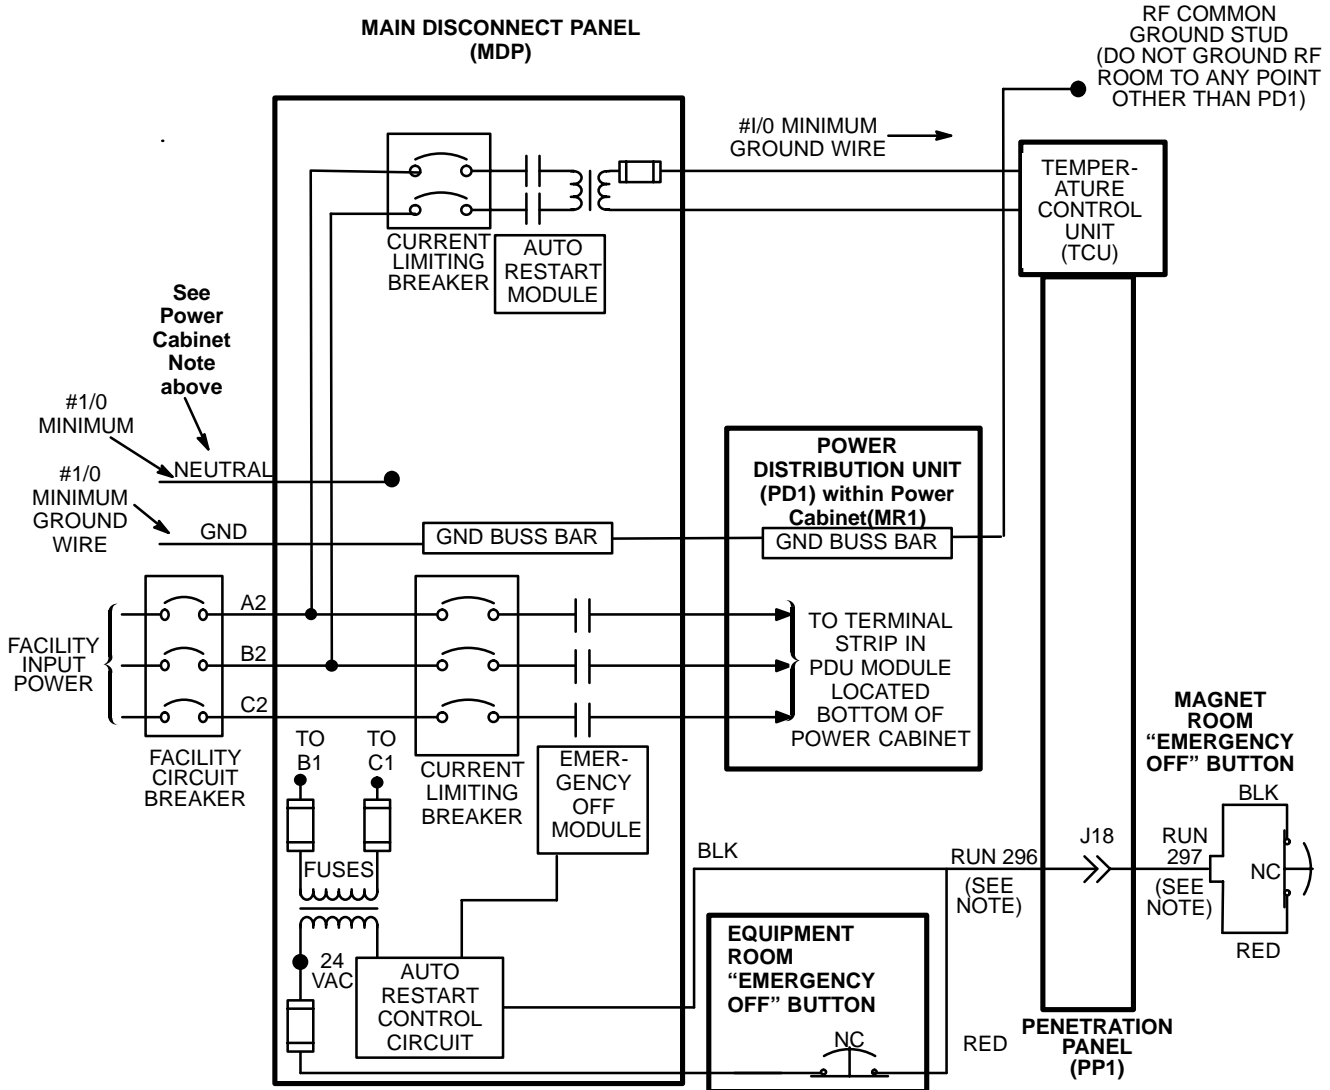 MAIN DISCONNECT PANEL
(MDP)
RF COMMON
GROUND STUD
(DO NOT GROUND RF
ROOM TO ANY POINT
OTHER THAN PD1)
#I/0 MINIMUM
GROUND WIRE
TEMPER-
ATURE
CONTROL
UNIT
(TCU)
CURRENT
LIMITING
BREAKER
AUTO
RESTART
MODULE
See
Power
Cabinet
Note
above
#1/0
MINIMUM
NEUTRAL
#1/0
MINIMUM
GROUND
WIRE
GND
GND BUSS BAR
POWER
DISTRIBUTION UNIT
(PD1) within Power
Cabinet(MR1)
GND BUSS BAR
FACILITY
INPUT
POWER
A2
B2
C2
TO TERMINAL
STRIP IN
PDU MODULE
LOCATED
BOTTOM OF
POWER CABINET
FACILITY
CIRCUIT
BREAKER
TO
B1
TO
C1
CURRENT
LIMITING
BREAKER
EMER-
GENCY
OFF
MODULE
FUSES
24
VAC
AUTO
RESTART
CONTROL
CIRCUIT
BLK
RUN 296
(SEE
NOTE)
J18
RUN
297
(SEE
NOTE)
MAGNET
ROOM
“EMERGENCY
OFF” BUTTON
BLK
NC
RED
EQUIPMENT
ROOM
“EMERGENCY
OFF” BUTTON
NC
RED
PENETRATION
PANEL
(PP1)